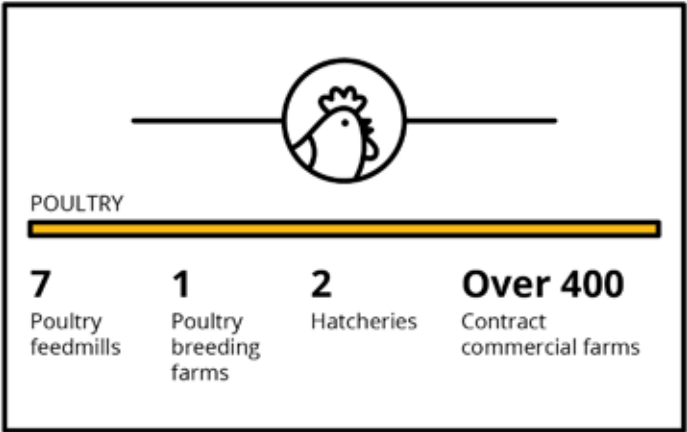 POULTRY
7
Poultry
feedmills
1
Poultry
breeding
farms
2
Hatcheries
Over 400
Contract
commercial farms